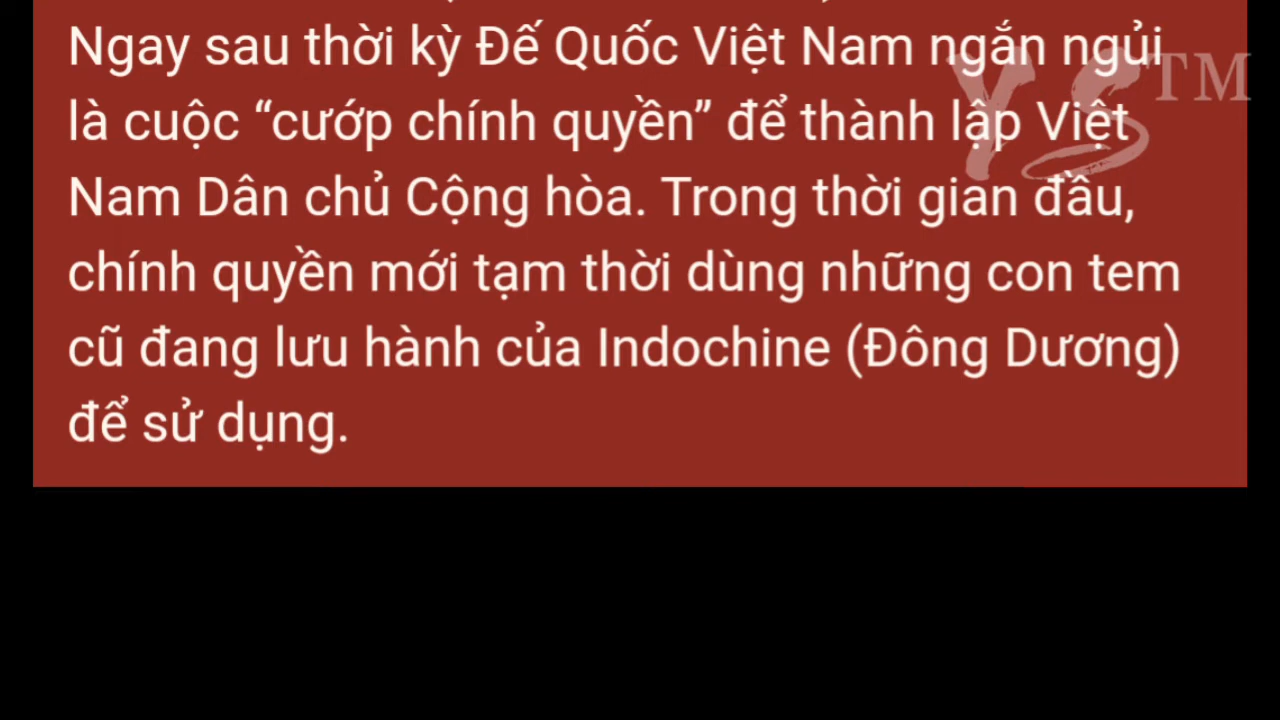 Ngay sau thời kỳ Đế Quốc Việt Nam ngắn ngủi
là cuộc “cướp chính quyền” để thành lập Việt
Nam Dân chủ Cộng hòa. Trong thời gian đầu,
chính quyền mới tạm thời dùng những con tem
cũ đang lưu hành của Indochine (Đông Dương)
để sử dụng.
YS TM